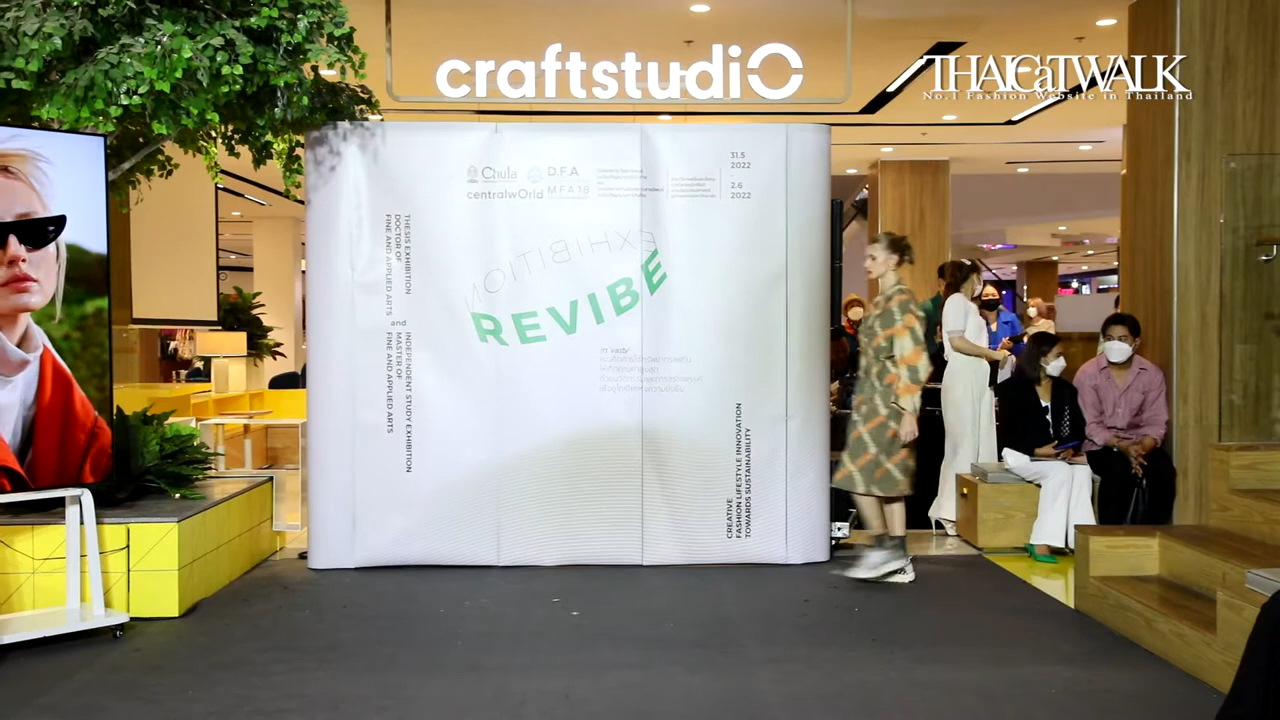 craftstudio
THAICaTWALK
No.1 Fashion Website in Thailand
Chula
D.F.A
centralwOrld
M.F.A 18
31.5
2022
-
2.6
2022
THESIS EXHIBITION
DOCTOR OF
FINE AND APPLIED ARTS
and
INDEPENDENT STUDY EXHIBITION
MASTER OF
FINE AND APPLIED ARTS
EXHIBITION
REVIBE
CREATIVE
FASHION LIFESTYLE INNOVATION
TOWARDS SUSTAINABILITY